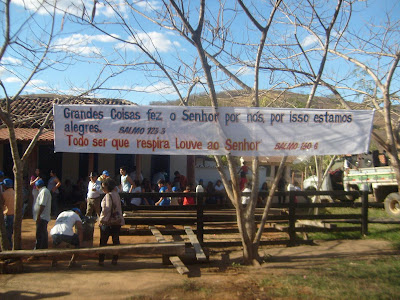 Grandes Coisas fez o Senhor por nós, por isso estamos
alegres. SALMO 125 3
Todo ser que respira louve ao Senhor SALMO 150 6